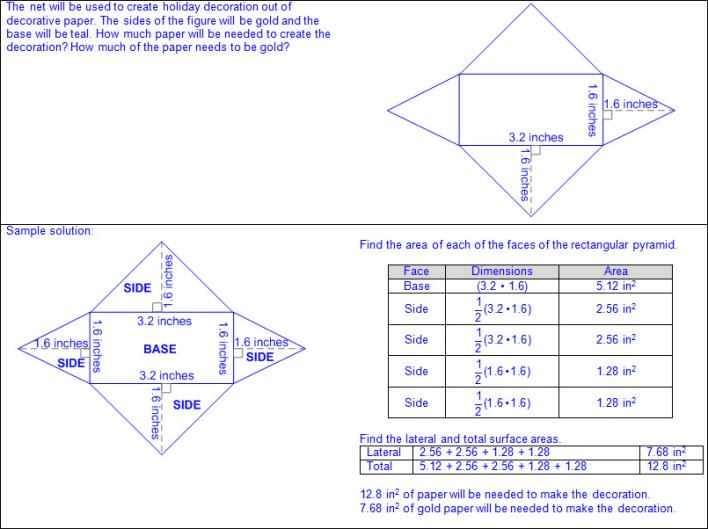 The net will be used to create holiday decoration out of
decorative paper. The sides of the figure will be gold and the
base will be teal. How much paper will be needed to create the
decoration? How much of the paper needs to be gold?
1.6 inches
1.6 inches
3.2 inches
1.6 inches
Sample solution:
SIDE
1.6 inches
3.2 inches
1.6 inches
SIDE
1.6 inches
BASE
1.6 inches
1.6 inches
SIDE
3.2 inches
1.6 inches
SIDE
Find the area of each of the faces of the rectangular pyramid.
Face Dimensions Area
Base (3.2 • 1.6) 5.12 in²
Side 1/2(3.2•1.6) 2.56 in²
Side 1/2(3.2•1.6) 2.56 in²
Side 1/2(1.6•1.6) 1.28 in²
Side 1/2(1.6•1.6) 1.28 in²
Find the lateral and total surface areas.
Lateral 2.56 + 2.56 + 1.28 + 1.28 7.68 in²
Total 5.12 + 2.56 + 2.56 + 1.28 + 1.28 12.8 in²
12.8 in² of paper will be needed to make the decoration.
7.68 in² of gold paper will be needed to make the decoration.